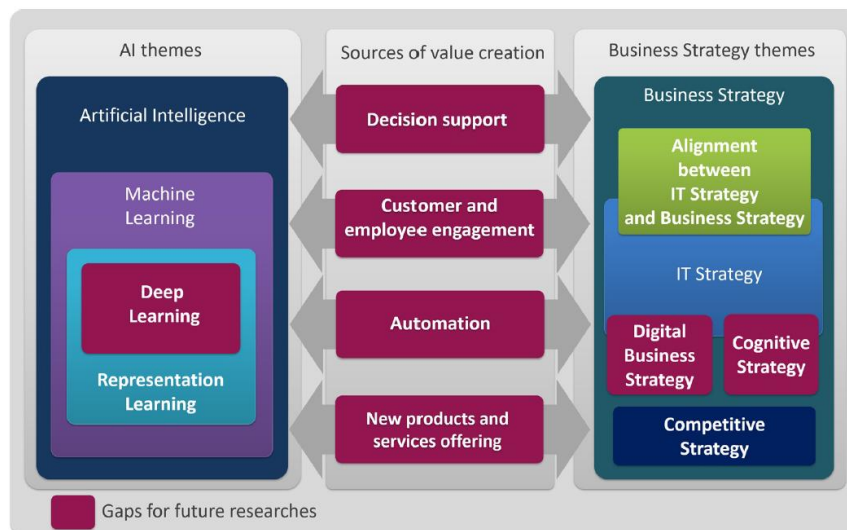 AI themes
Artificial Intelligence
Machine
Learning
Deep
Learning
Representation
Learning
Sources of value creation
Decision support
Customer and
employee engagement
Automation
New products and
services offering
Business Strategy themes
Business Strategy
Alignment
between
IT Strategy
and Business Strategy
IT Strategy
Digital
Business
Strategy
Cognitive
Strategy
Competitive
Strategy
Gaps for future researches